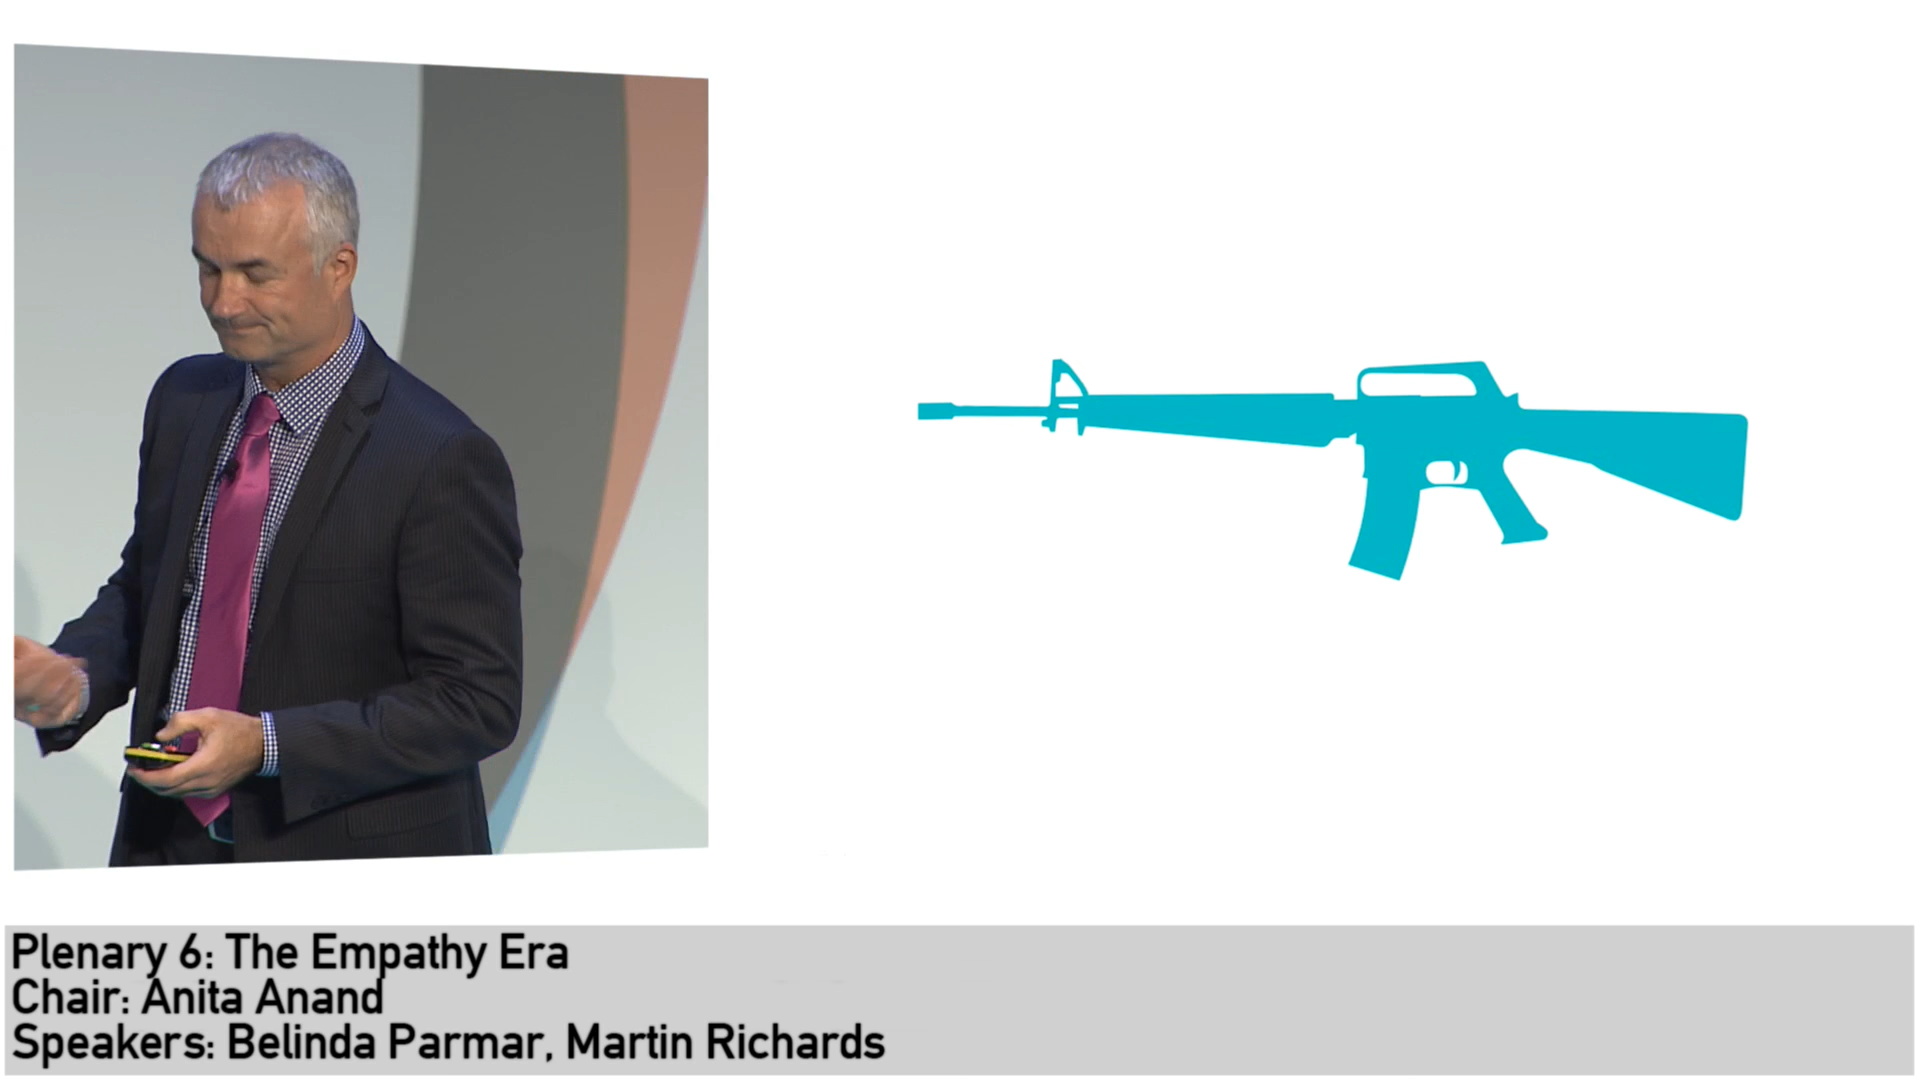 Plenary 6: The Empathy Era
Chair: Anita Anand
Speakers: Belinda Parmar, Martin Richards